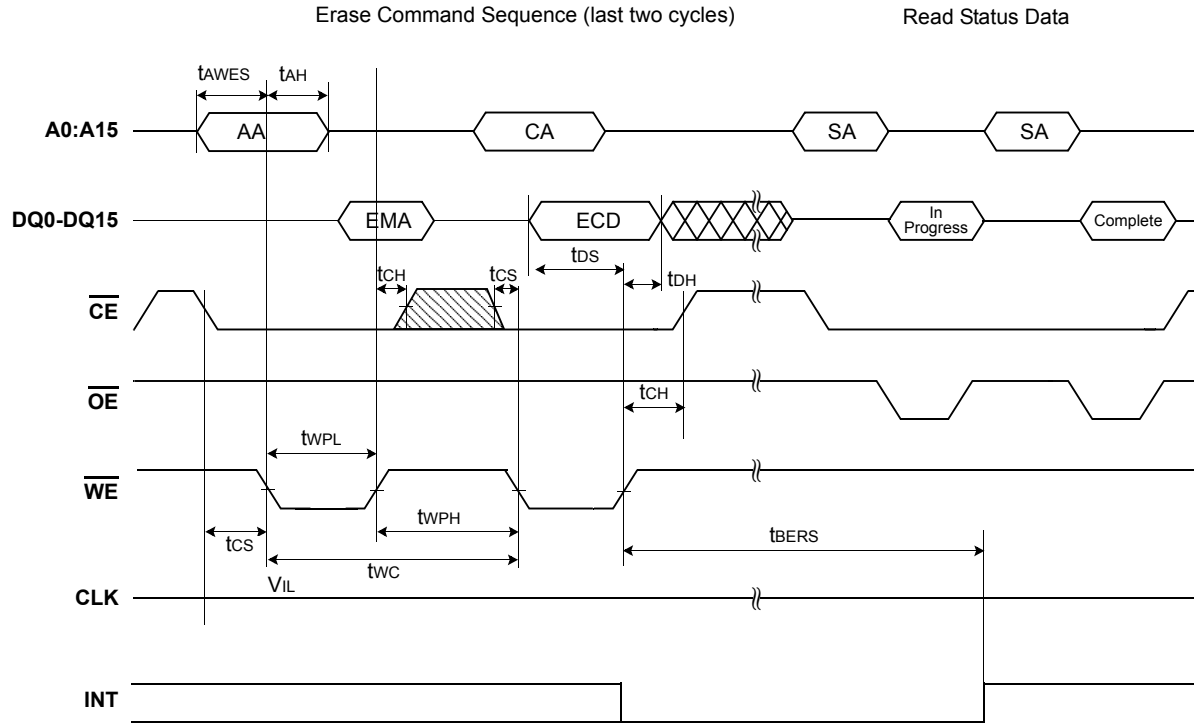 Erase Command Sequence (last two cycles)
Read Status Data
tAWES
tAH
A0:A15
AA
CA
SA
SA
DQ0-DQ15
EMA
ECD
In
Progress
Complete
tDS
tCH
tCS
tDH
CE
OE
tCH
tWPL
WE
tWPH
tCS
tBERS
tWC
VIL
CLK
INT